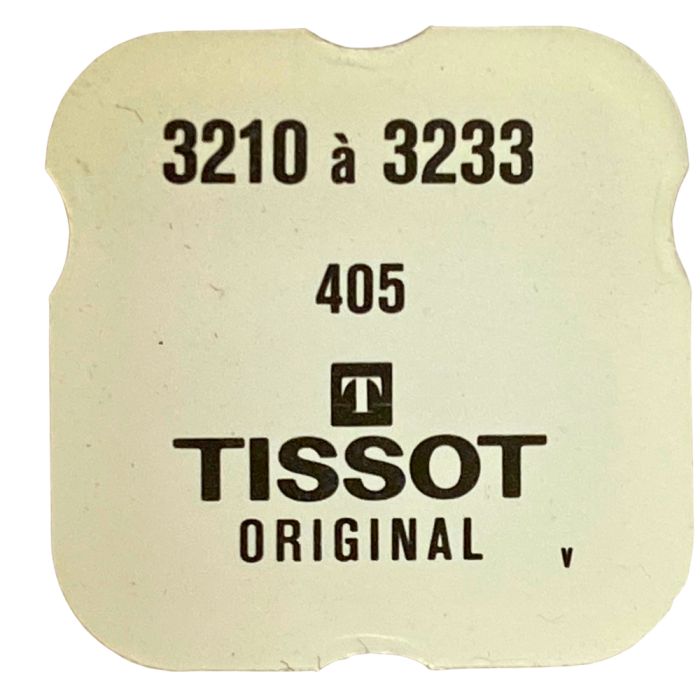 3210 à 3233
405
T
TISSOT
ORIGINAL
v